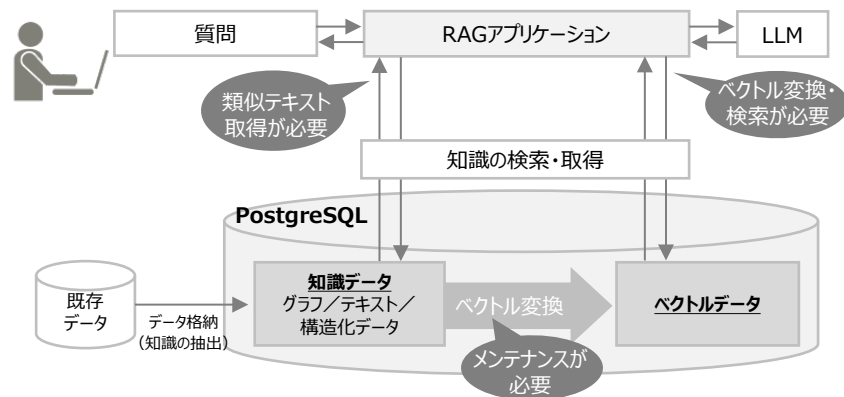 質問
RAGアプリケーション
LLM
類似テキスト
取得が必要
ベクトル変換・
検索が必要
知識の検索・取得
PostgreSQL
既存
データ
データ格納
（知識の抽出）
知識データ
グラフ／テキスト／
構造化データ
ベクトル変換
ベクトルデータ
メンテナンスが
必要